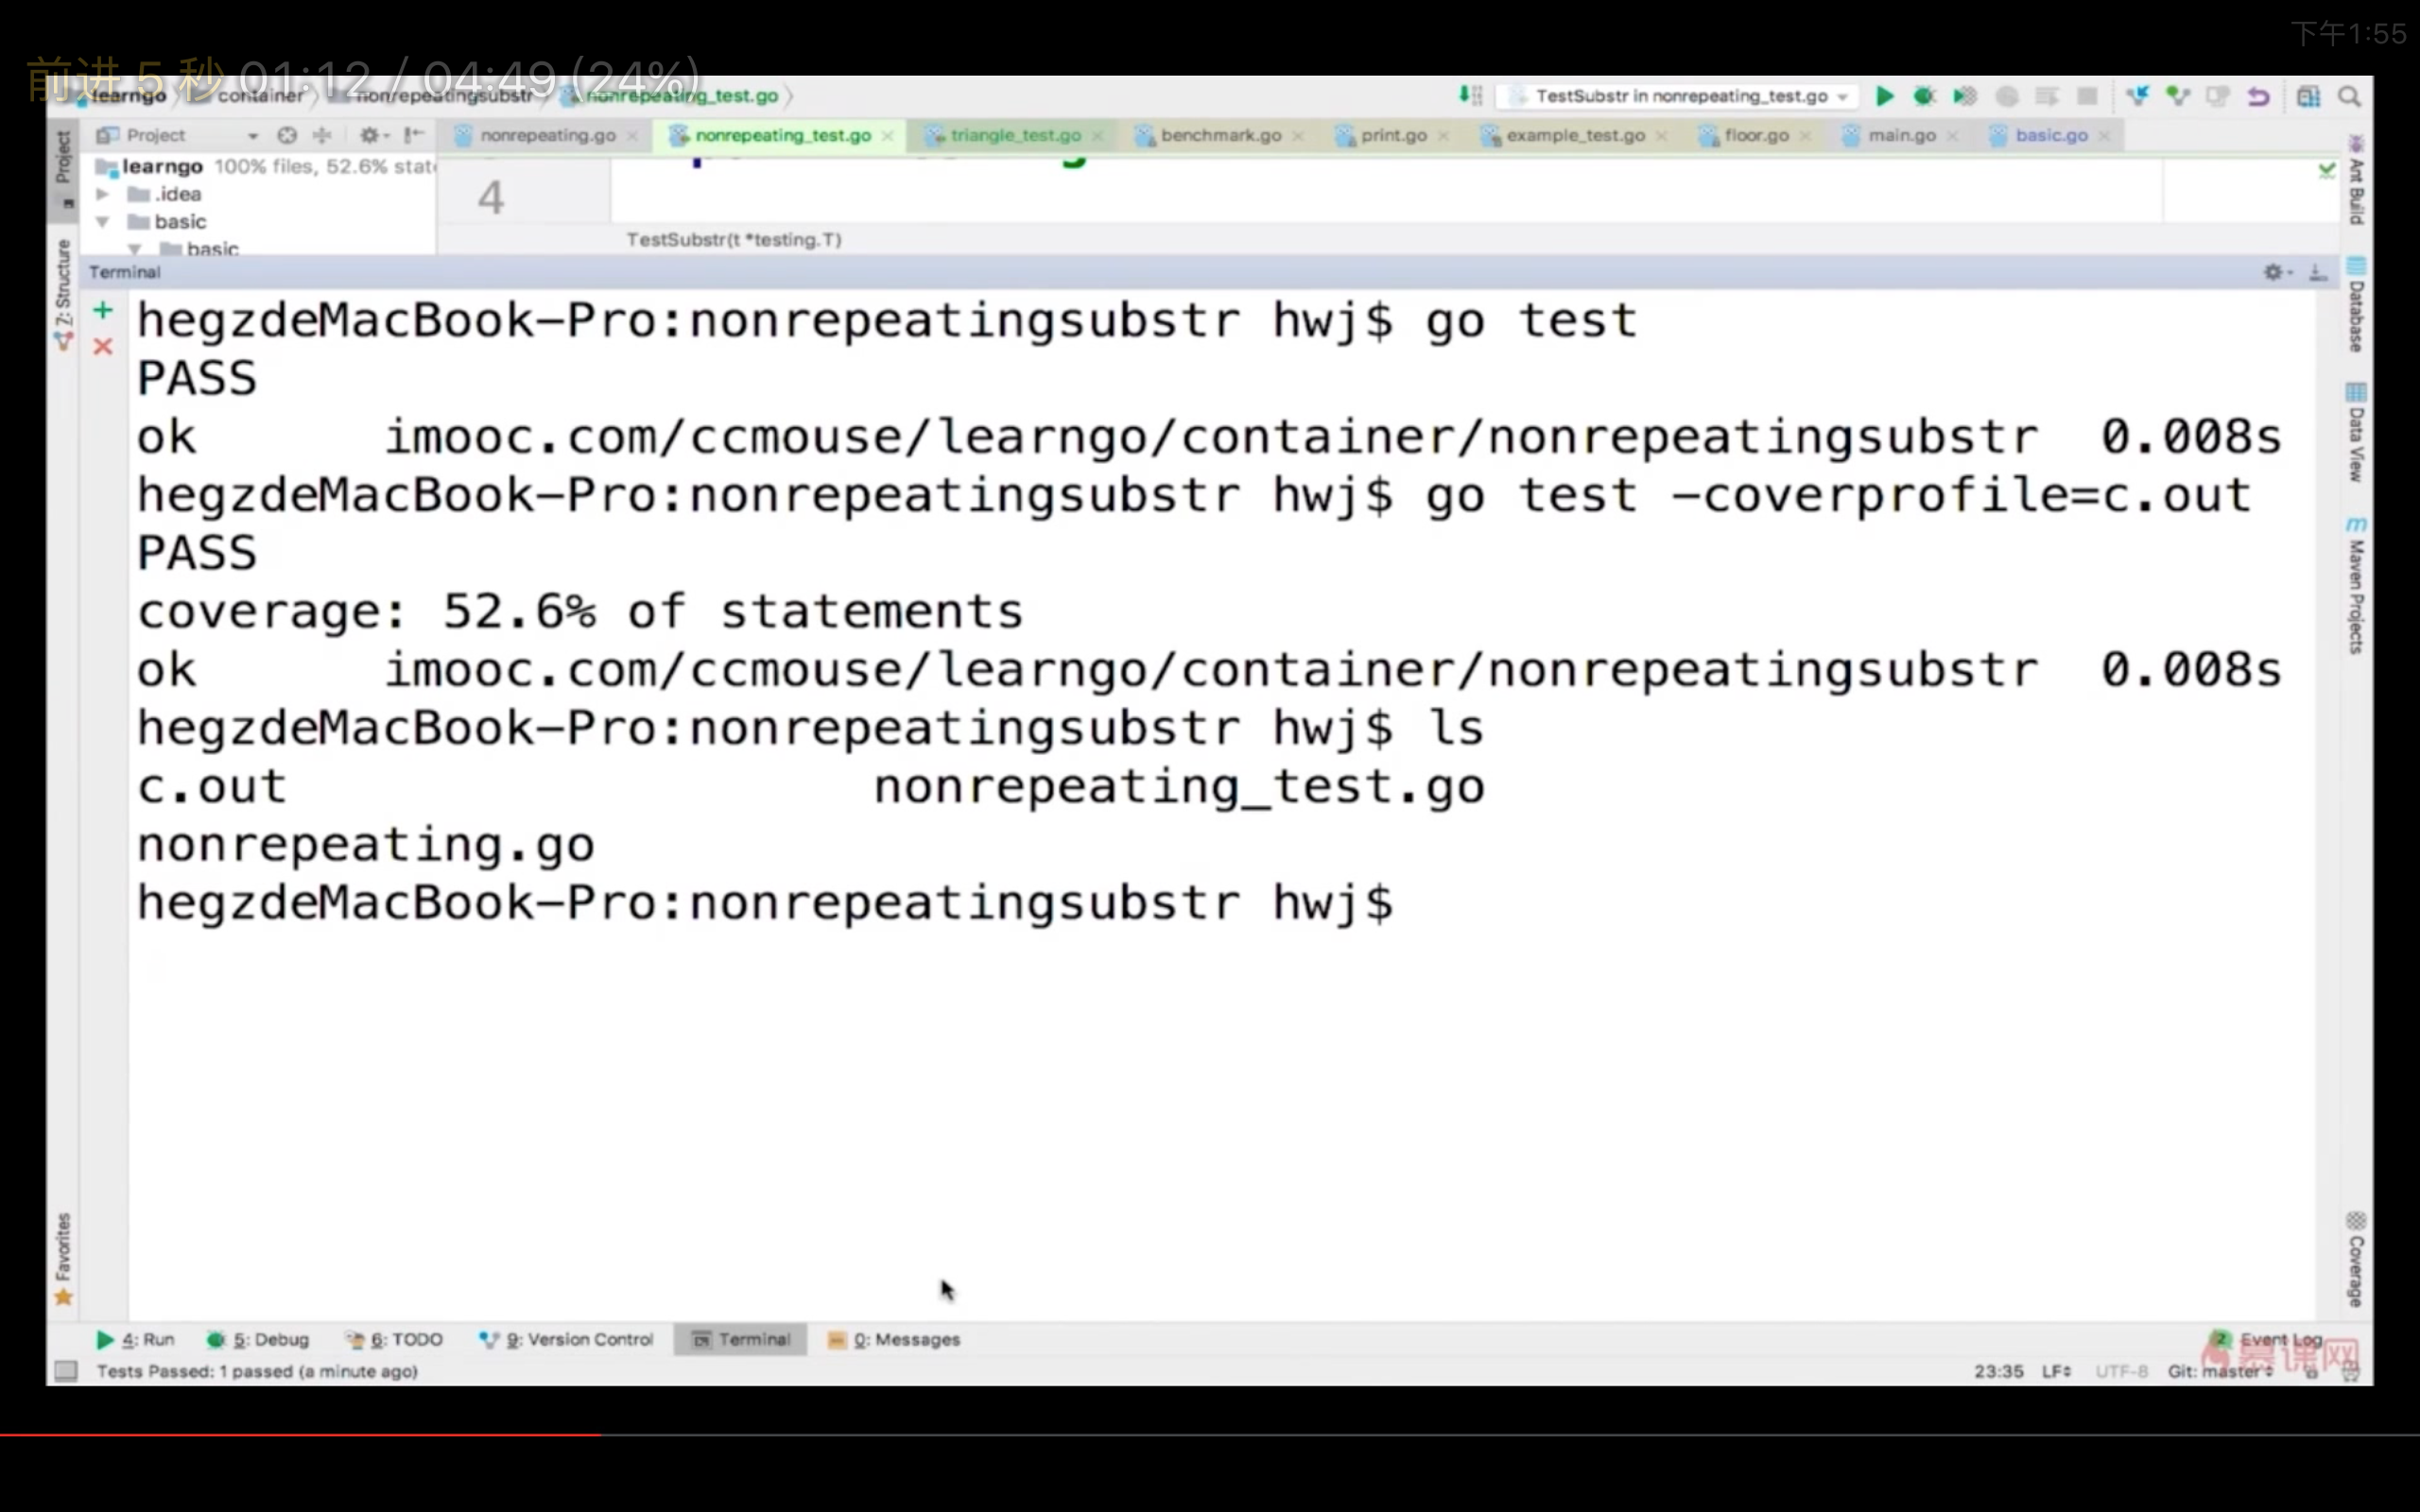 下午1:55
前进 5 秒 01:12 / 04:49 (24%)
learngo container nonrepeatingsubstr nonrepeating_test.go
TestSubstr in nonrepeating_test.go
Project
nonrepeating.go nonrepeating_test.go triangle_test.go benchmark.go print.go example_test.go floor.go main.go basic.go
learngo 100% files, 52.6% stat
.idea
basic
basic
4
TestSubstr(t *testing.T)
Terminal
hegzdeMacBook-Pro:nonrepeatingsubstr hwj$ go test
PASS
ok imooc.com/ccmouse/learngo/container/nonrepeatingsubstr 0.008s
hegzdeMacBook-Pro:nonrepeatingsubstr hwj$ go test -coverprofile=c.out
PASS
coverage: 52.6% of statements
ok imooc.com/ccmouse/learngo/container/nonrepeatingsubstr 0.008s
hegzdeMacBook-Pro:nonrepeatingsubstr hwj$ ls
c.out nonrepeating_test.go
nonrepeating.go
hegzdeMacBook-Pro:nonrepeatingsubstr hwj$
Project
Z: Structure
Favorites
Ant Build
Database
Data View
Maven Projects
Coverage
4: Run 5: Debug 6: TODO 9: Version Control Terminal 0: Messages
2 Event Log
慕课网
Tests Passed: 1 passed (a minute ago)
23:35 LF UTF-8 Git: master